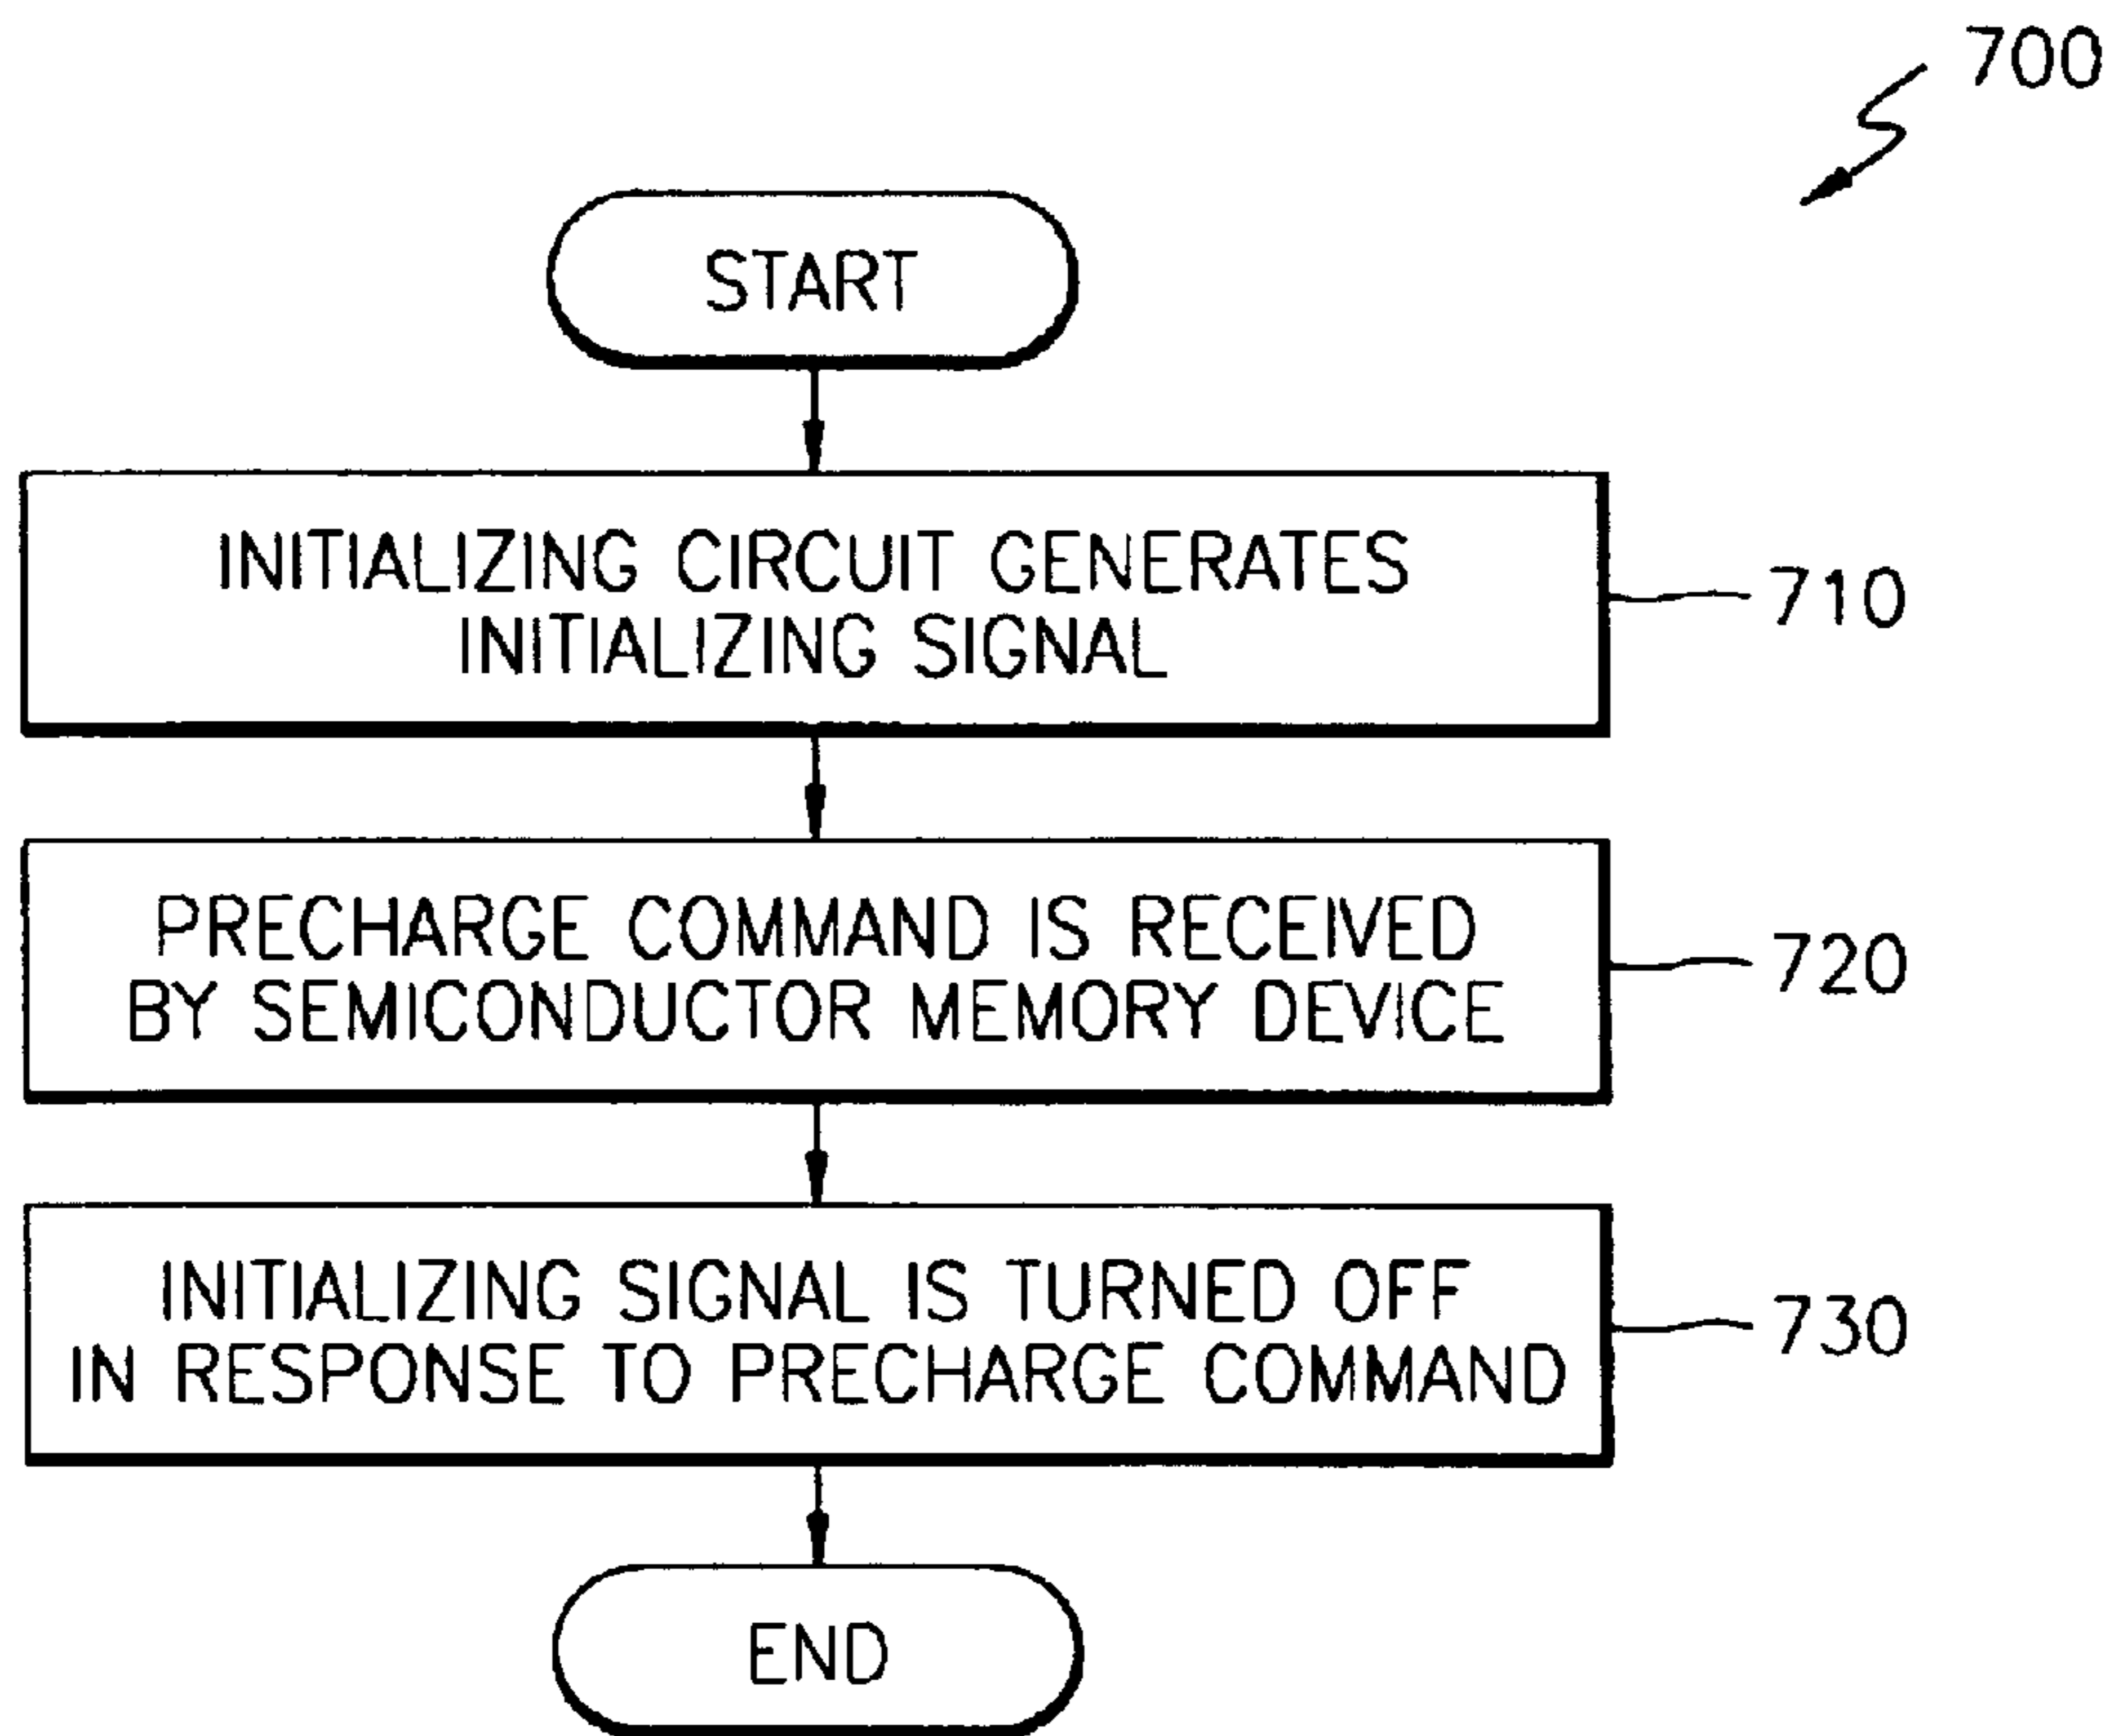 700
START
INITIALIZING CIRCUIT GENERATES
INITIALIZING SIGNAL
710
PRECHARGE COMMAND IS RECEIVED
BY SEMICONDUCTOR MEMORY DEVICE
720
INITIALIZING SIGNAL IS TURNED OFF
IN RESPONSE TO PRECHARGE COMMAND
730
END